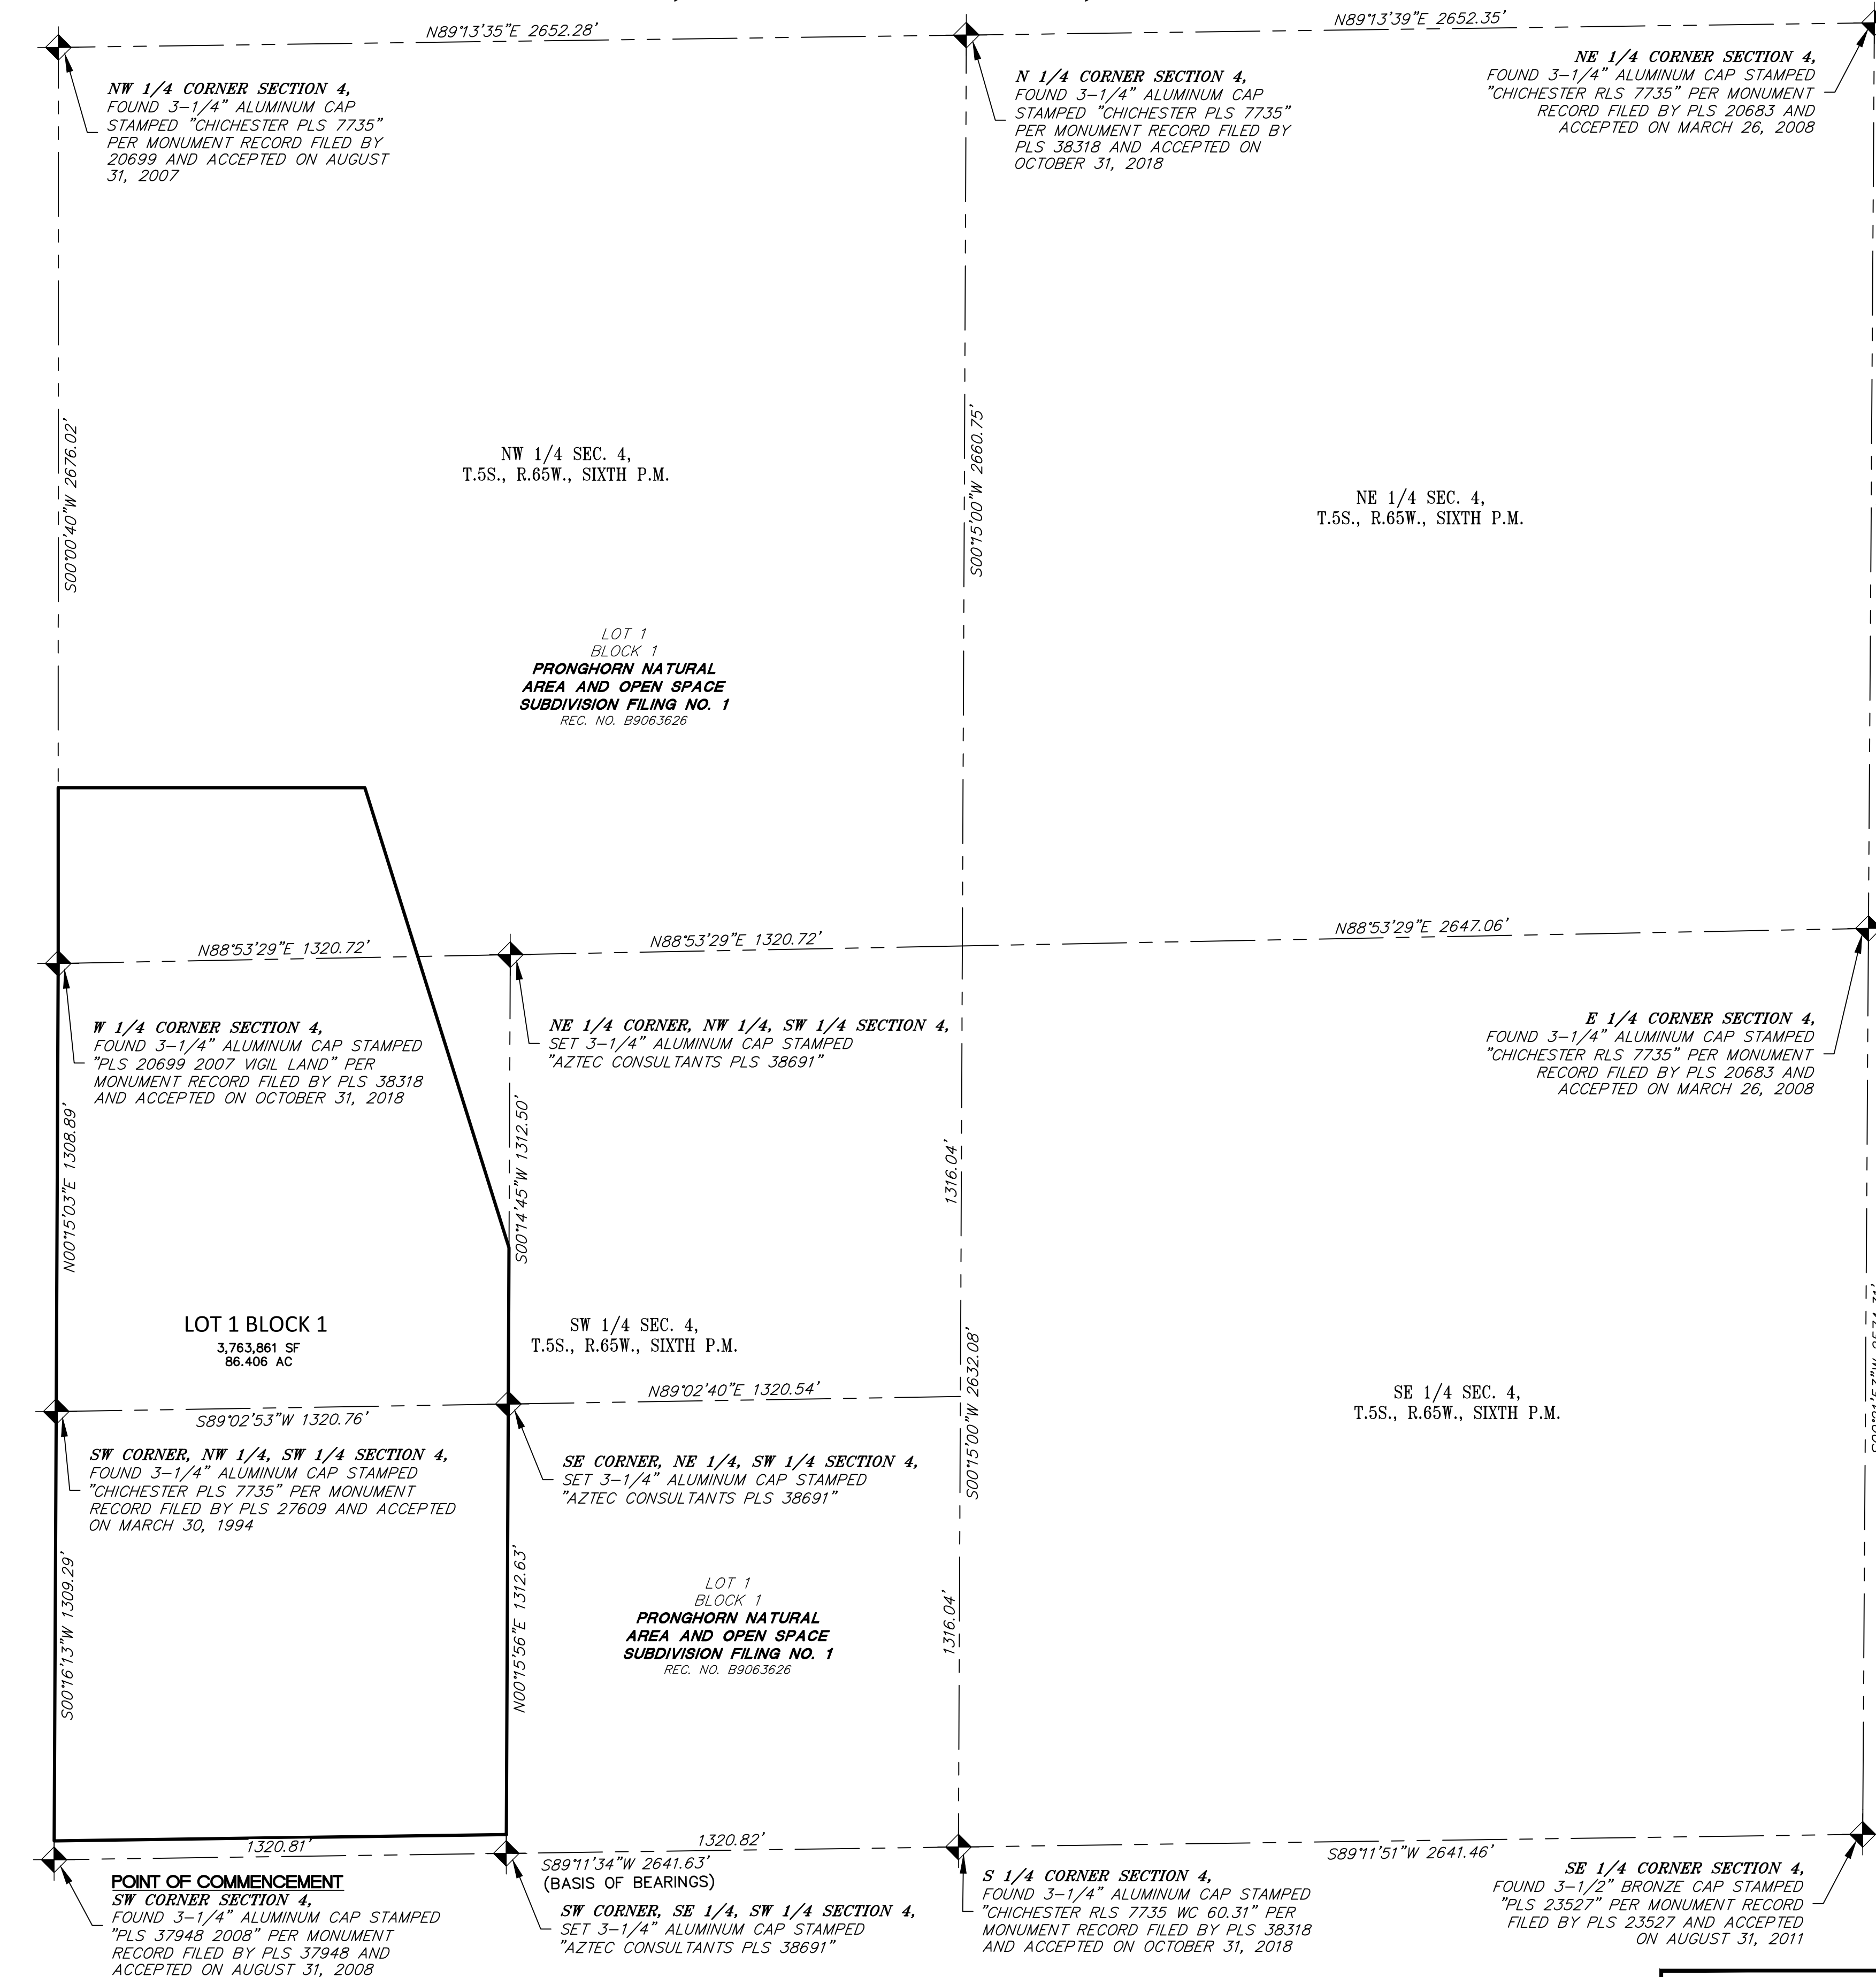 N89°13'35"E 2652.28'
N89°13'39"E 2652.35'
NW 1/4 CORNER SECTION 4,
FOUND 3-1/4" ALUMINUM CAP
STAMPED "CHICHESTER PLS 7735"
PER MONUMENT RECORD FILED BY
20699 AND ACCEPTED ON AUGUST
31, 2007
N 1/4 CORNER SECTION 4,
FOUND 3-1/4" ALUMINUM CAP
STAMPED "CHICHESTER PLS 7735"
PER MONUMENT RECORD FILED BY
PLS 38318 AND ACCEPTED ON
OCTOBER 31, 2018
NE 1/4 CORNER SECTION 4,
FOUND 3-1/4" ALUMINUM CAP STAMPED
"CHICHESTER RLS 7735" PER MONUMENT
RECORD FILED BY PLS 20683 AND
ACCEPTED ON MARCH 26, 2008
S00°00'40"W 2676.02'
NW 1/4 SEC. 4,
T.5S., R.65W., SIXTH P.M.
S00°15'00"W 2660.75'
NE 1/4 SEC. 4,
T.5S., R.65W., SIXTH P.M.
LOT 1
BLOCK 1
PRONGHORN NATURAL
AREA AND OPEN SPACE
SUBDIVISION FILING NO. 1
REC. NO. B9063626
N88°53'29"E 1320.72'
N88°53'29"E 1320.72'
N88°53'29"E 2647.06'
W 1/4 CORNER SECTION 4,
FOUND 3-1/4" ALUMINUM CAP STAMPED
"PLS 20699 2007 VIGIL LAND" PER
MONUMENT RECORD FILED BY PLS 38318
AND ACCEPTED ON OCTOBER 31, 2018
NE 1/4 CORNER, NW 1/4, SW 1/4 SECTION 4,
SET 3-1/4" ALUMINUM CAP STAMPED
"AZTEC CONSULTANTS PLS 38691"
E 1/4 CORNER SECTION 4,
FOUND 3-1/4" ALUMINUM CAP STAMPED
"CHICHESTER RLS 7735" PER MONUMENT
RECORD FILED BY PLS 20683 AND
ACCEPTED ON MARCH 26, 2008
N00°15'03"E 1308.89'
S00°14'45"W 1312.50'
1316.04'
LOT 1 BLOCK 1
3,763,861 SF
86.406 AC
SW 1/4 SEC. 4,
T.5S., R.65W., SIXTH P.M.
S00°15'00"W 2632.08'
SE 1/4 SEC. 4,
T.5S., R.65W., SIXTH P.M.
S89°02'53"W 1320.76'
N89°02'40"E 1320.54'
SW CORNER, NW 1/4, SW 1/4 SECTION 4,
FOUND 3-1/4" ALUMINUM CAP STAMPED
"CHICHESTER PLS 7735" PER MONUMENT
RECORD FILED BY PLS 27609 AND ACCEPTED
ON MARCH 30, 1994
SE CORNER, NE 1/4, SW 1/4 SECTION 4,
SET 3-1/4" ALUMINUM CAP STAMPED
"AZTEC CONSULTANTS PLS 38691"
S00°16'13"W 1309.29'
N00°15'56"E 1312.63'
LOT 1
BLOCK 1
PRONGHORN NATURAL
AREA AND OPEN SPACE
SUBDIVISION FILING NO. 1
REC. NO. B9063626
1316.04'
1320.81'
1320.82'
S89°11'34"W 2641.63'
(BASIS OF BEARINGS)
S89°11'51"W 2641.46'
POINT OF COMMENCEMENT
SW CORNER SECTION 4,
FOUND 3-1/4" ALUMINUM CAP STAMPED
"PLS 37948 2008" PER MONUMENT
RECORD FILED BY PLS 37948 AND
ACCEPTED ON AUGUST 31, 2008
SW CORNER, SE 1/4, SW 1/4 SECTION 4,
SET 3-1/4" ALUMINUM CAP STAMPED
"AZTEC CONSULTANTS PLS 38691"
S 1/4 CORNER SECTION 4,
FOUND 3-1/4" ALUMINUM CAP STAMPED
"CHICHESTER RLS 7735 WC 60.31" PER
MONUMENT RECORD FILED BY PLS 38318
AND ACCEPTED ON OCTOBER 31, 2018
SE 1/4 CORNER SECTION 4,
FOUND 3-1/2" BRONZE CAP STAMPED
"PLS 23527" PER MONUMENT RECORD
FILED BY PLS 23527 AND ACCEPTED
ON AUGUST 31, 2011